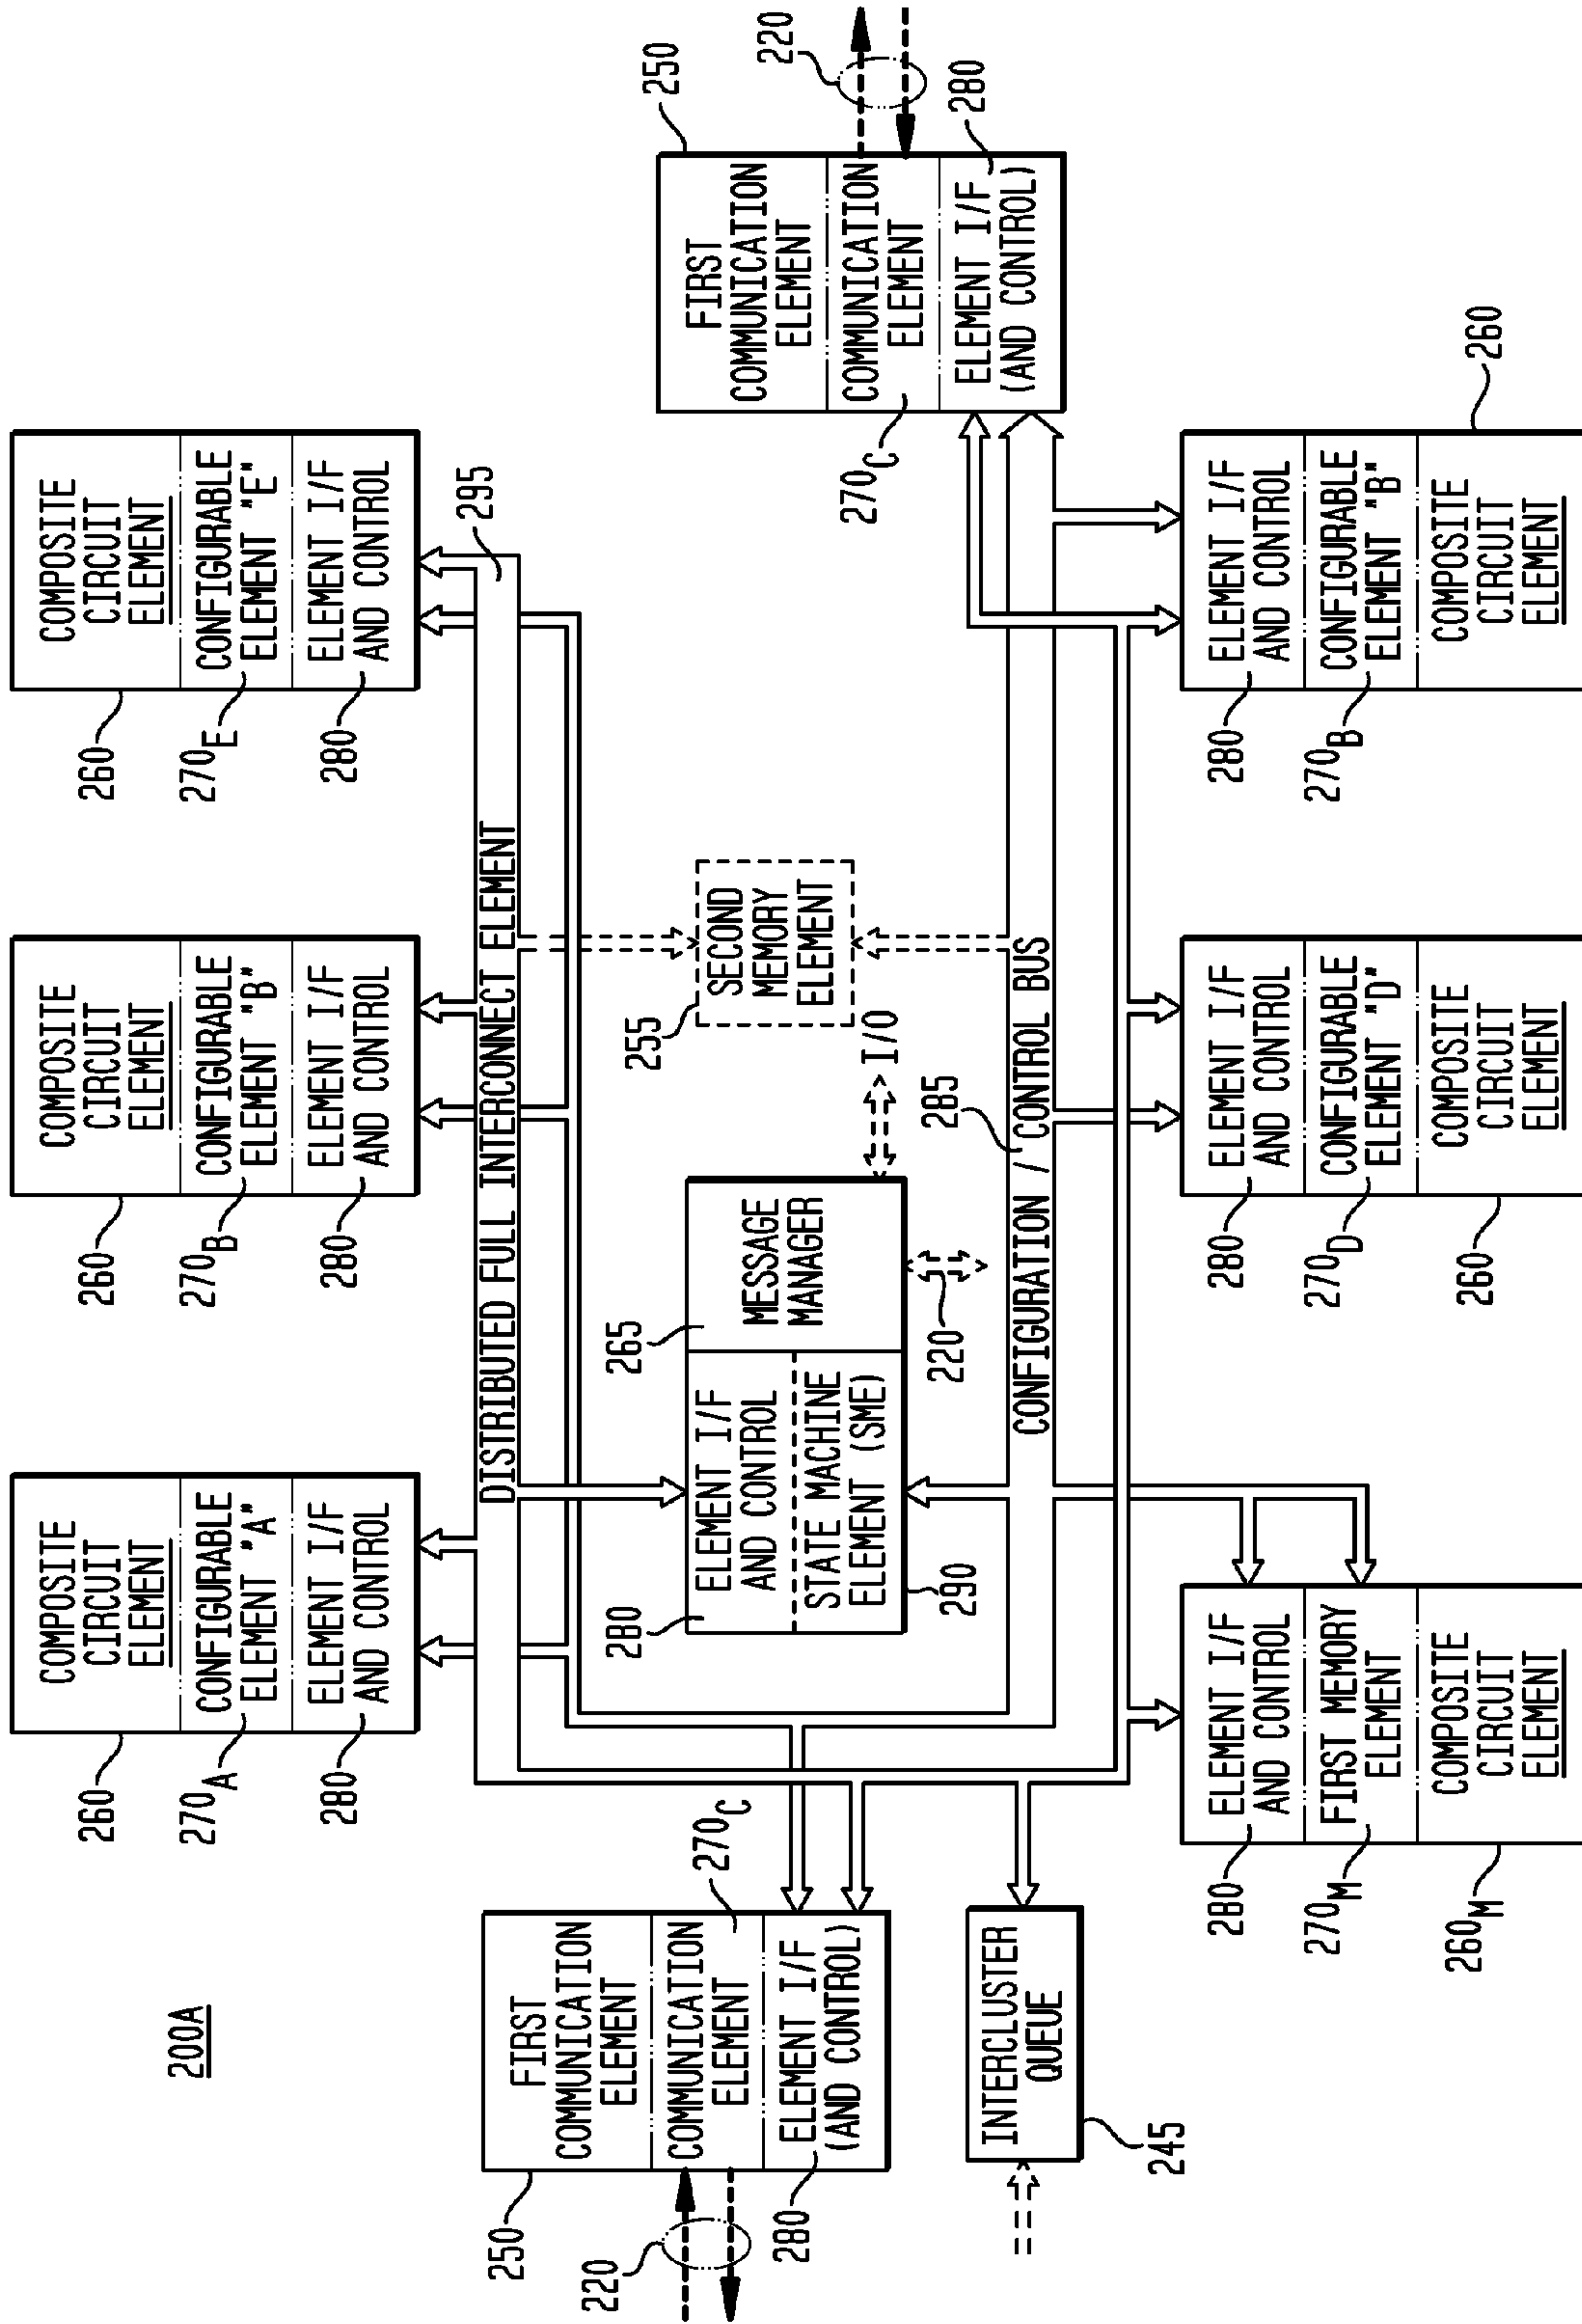 200A
COMPOSITE
CIRCUIT
ELEMENT
CONFIGURABLE
ELEMENT "A"
ELEMENT I/F
AND CONTROL
260
270A
280
COMPOSITE
CIRCUIT
ELEMENT
CONFIGURABLE
ELEMENT "B"
ELEMENT I/F
AND CONTROL
260
270B
280
COMPOSITE
CIRCUIT
ELEMENT
CONFIGURABLE
ELEMENT "E"
ELEMENT I/F
AND CONTROL
260
270E
280
DISTRIBUTED FULL INTERCONNECT ELEMENT
295
FIRST
COMMUNICATION
ELEMENT
COMMUNICATION
ELEMENT
ELEMENT I/F
(AND CONTROL)
250
220
280
270C
INTERCLUSTER
QUEUE
245
ELEMENT I/F
AND CONTROL
STATE MACHINE
ELEMENT (SME)
MESSAGE
MANAGER
280
265
290
220
I/O
SECOND
MEMORY
ELEMENT
255
CONFIGURATION / CONTROL BUS
285
FIRST
COMMUNICATION
ELEMENT
COMMUNICATION
ELEMENT
ELEMENT I/F
(AND CONTROL)
250
220
280
270C
ELEMENT I/F
AND CONTROL
FIRST MEMORY
ELEMENT
COMPOSITE
CIRCUIT
ELEMENT
280
270M
260M
ELEMENT I/F
AND CONTROL
CONFIGURABLE
ELEMENT "D"
COMPOSITE
CIRCUIT
ELEMENT
280
270D
260
ELEMENT I/F
AND CONTROL
CONFIGURABLE
ELEMENT "B"
COMPOSITE
CIRCUIT
ELEMENT
280
270B
260